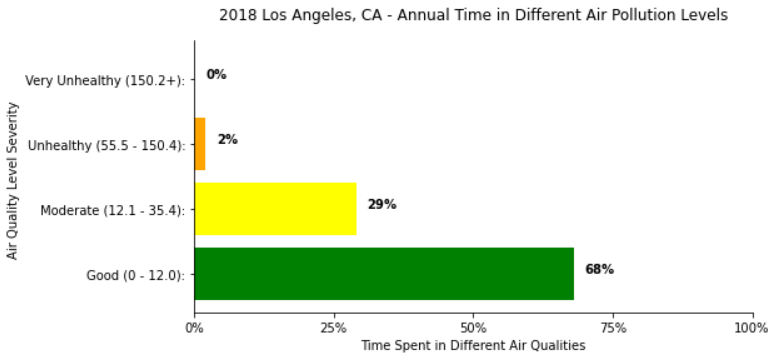 2018 Los Angeles, CA - Annual Time in Different Air Pollution Levels
Air Quality Level Severity
Very Unhealthy (150.2+):
0%
Unhealthy (55.5 - 150.4):
2%
Moderate (12.1 - 35.4):
29%
Good (0 - 12.0):
68%
0%
25%
50%
75%
100%
Time Spent in Different Air Qualities